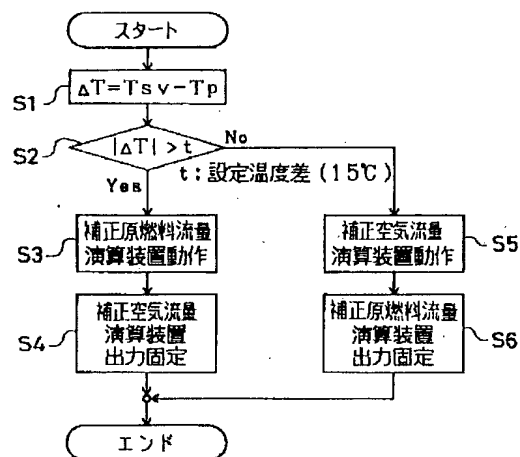 スタート
S1
ΔT=Tsv-Tp
S2
|ΔT|>t
No
t:設定温度差(15℃)
Yes
S3
補正原燃料流量
演算装置動作
補正空気流量
演算装置動作
S5
S4
補正空気流量
演算装置
出力固定
補正原燃料流量
演算装置
出力固定
S6
エンド